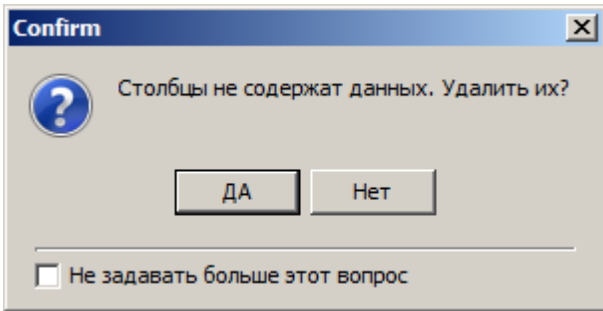 Confirm
Столбцы не содержат данных. Удалить их?
ДА
Нет
Не задавать больше этот вопрос